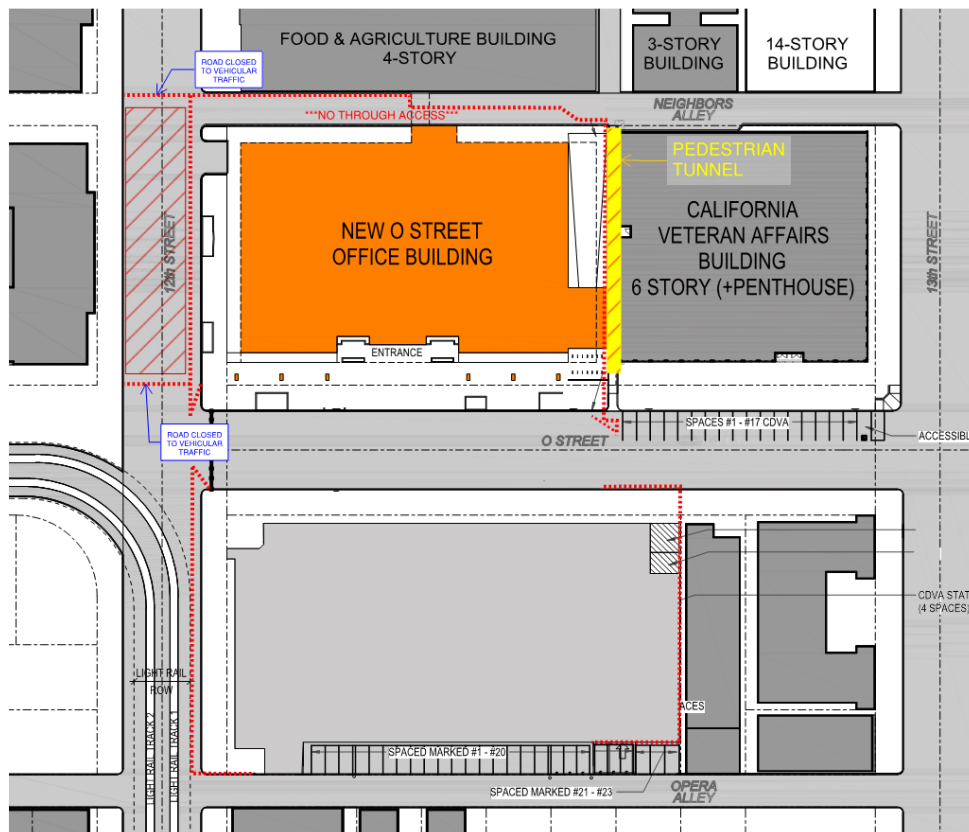 FOOD & AGRICULTURE BUILDING
4-STORY
3-STORY
BUILDING
14-STORY
BUILDING
ROAD CLOSED
TO VEHICULAR
TRAFFIC
NEIGHBORS
ALLEY
***NO THROUGH ACCESS***
PEDESTRIAN
TUNNEL
12th STREET
NEW O STREET
OFFICE BUILDING
CALIFORNIA
VETERAN AFFAIRS
BUILDING
6 STORY (+PENTHOUSE)
13th STREET
ENTRANCE
SPACES #1 - #17 CDVA
ACCESSIBL
ROAD CLOSED
TO VEHICULAR
TRAFFIC
O STREET
CDVA STAT
(4 SPACES)
LIGHT RAIL
ROW
ACES
LIGHT RAIL TRACK 2
LIGHT RAIL TRACK 1
SPACED MARKED #1 - #20
SPACED MARKED #21 - #23
OPERA
ALLEY